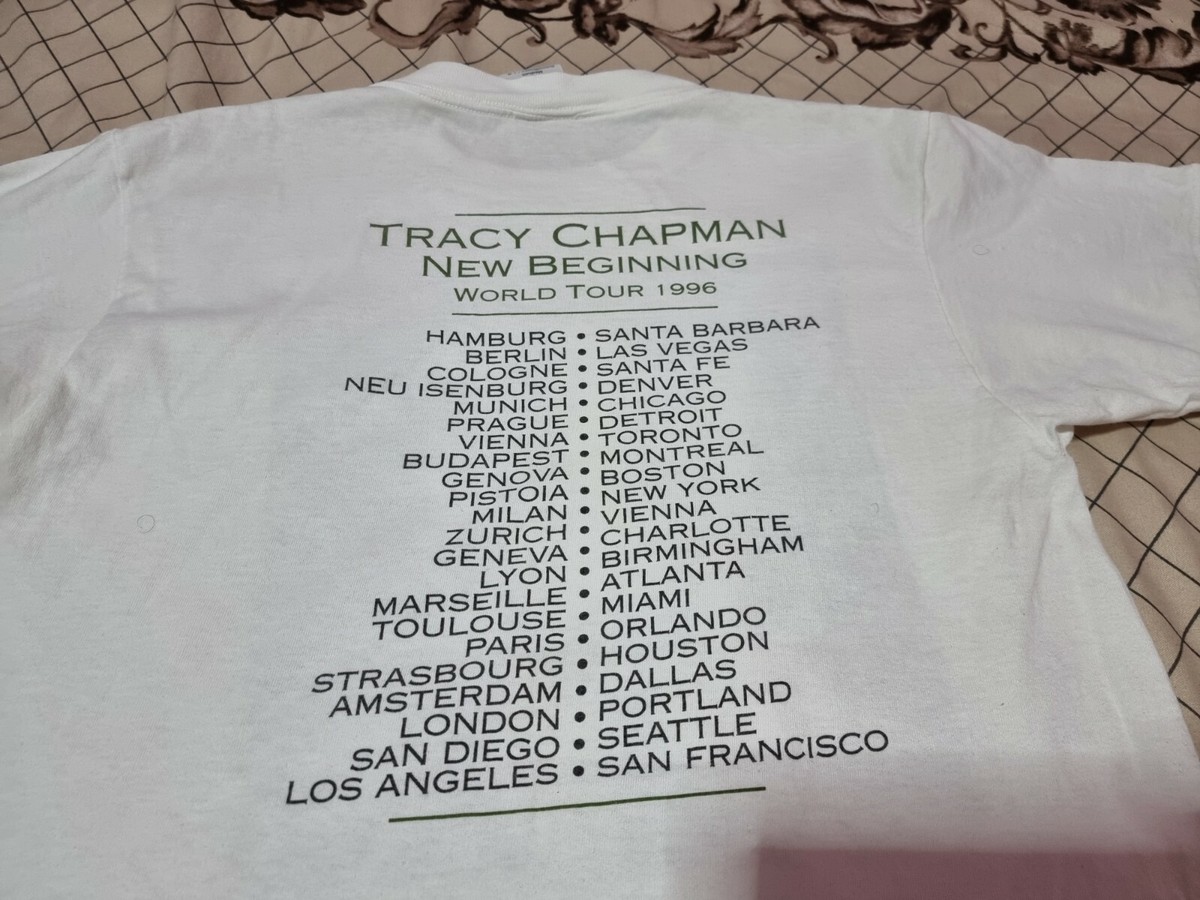 TRACY CHAPMAN
NEW BEGINNING
WORLD TOUR 1996
HAMBURG • SANTA BARBARA
BERLIN • LAS VEGAS
COLOGNE • SANTA FE
NEU ISENBURG • DENVER
MUNICH • CHICAGO
PRAGUE • DETROIT
VIENNA • TORONTO
BUDAPEST • MONTREAL
GENOVA • BOSTON
PISTOIA • NEW YORK
MILAN • VIENNA
ZURICH • CHARLOTTE
GENEVA • BIRMINGHAM
LYON • ATLANTA
MARSEILLE • MIAMI
TOULOUSE • ORLANDO
PARIS • HOUSTON
STRASBOURG • DALLAS
AMSTERDAM • PORTLAND
LONDON • SEATTLE
SAN DIEGO • SAN FRANCISCO
LOS ANGELES